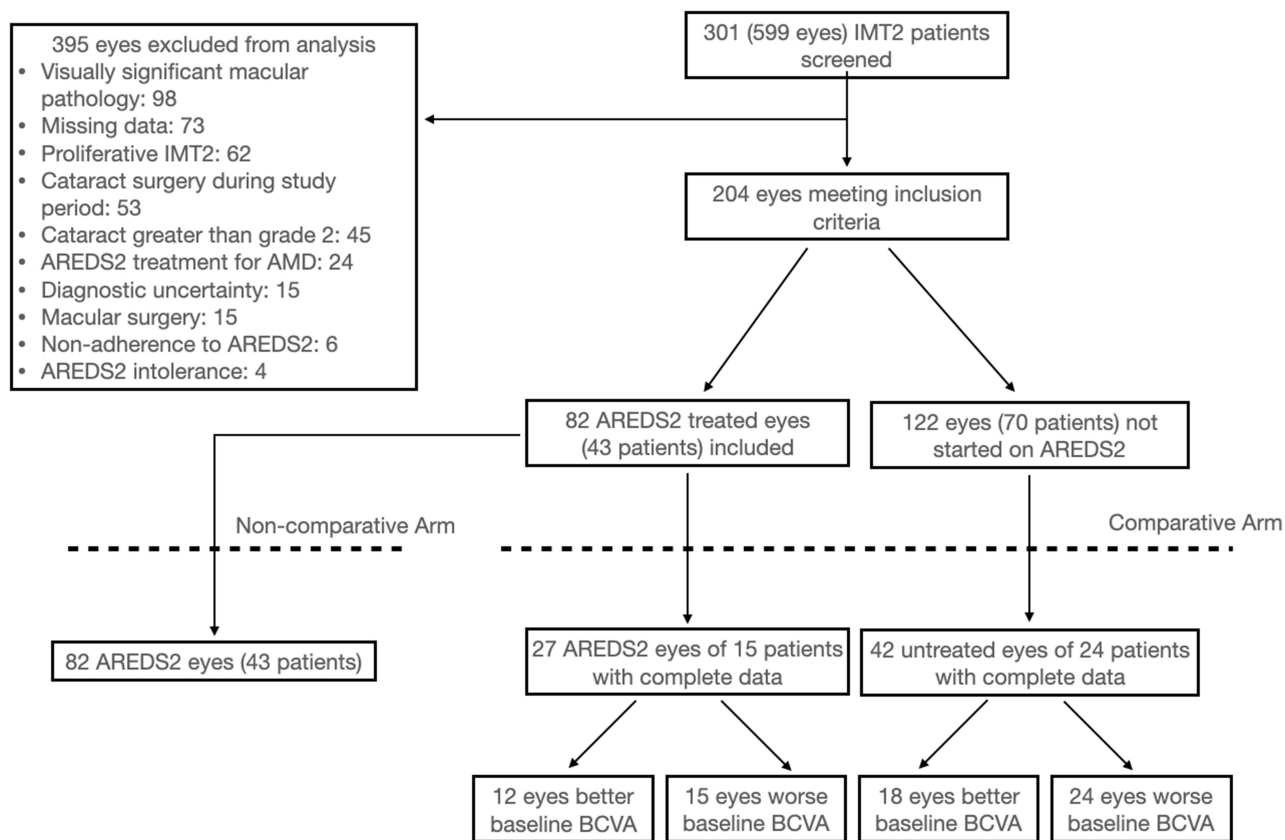 301 (599 eyes) IMT2 patients
screened
395 eyes excluded from analysis
• Visually significant macular
pathology: 98
• Missing data: 73
• Proliferative IMT2: 62
• Cataract surgery during study
period: 53
• Cataract greater than grade 2: 45
• AREDS2 treatment for AMD: 24
• Diagnostic uncertainty: 15
• Macular surgery: 15
• Non-adherence to AREDS2: 6
• AREDS2 intolerance: 4
204 eyes meeting inclusion
criteria
82 AREDS2 treated eyes
(43 patients) included
122 eyes (70 patients) not
started on AREDS2
Non-comparative Arm
Comparative Arm
82 AREDS2 eyes (43 patients)
27 AREDS2 eyes of 15 patients
with complete data
42 untreated eyes of 24 patients
with complete data
12 eyes better
baseline BCVA
15 eyes worse
baseline BCVA
18 eyes better
baseline BCVA
24 eyes worse
baseline BCVA